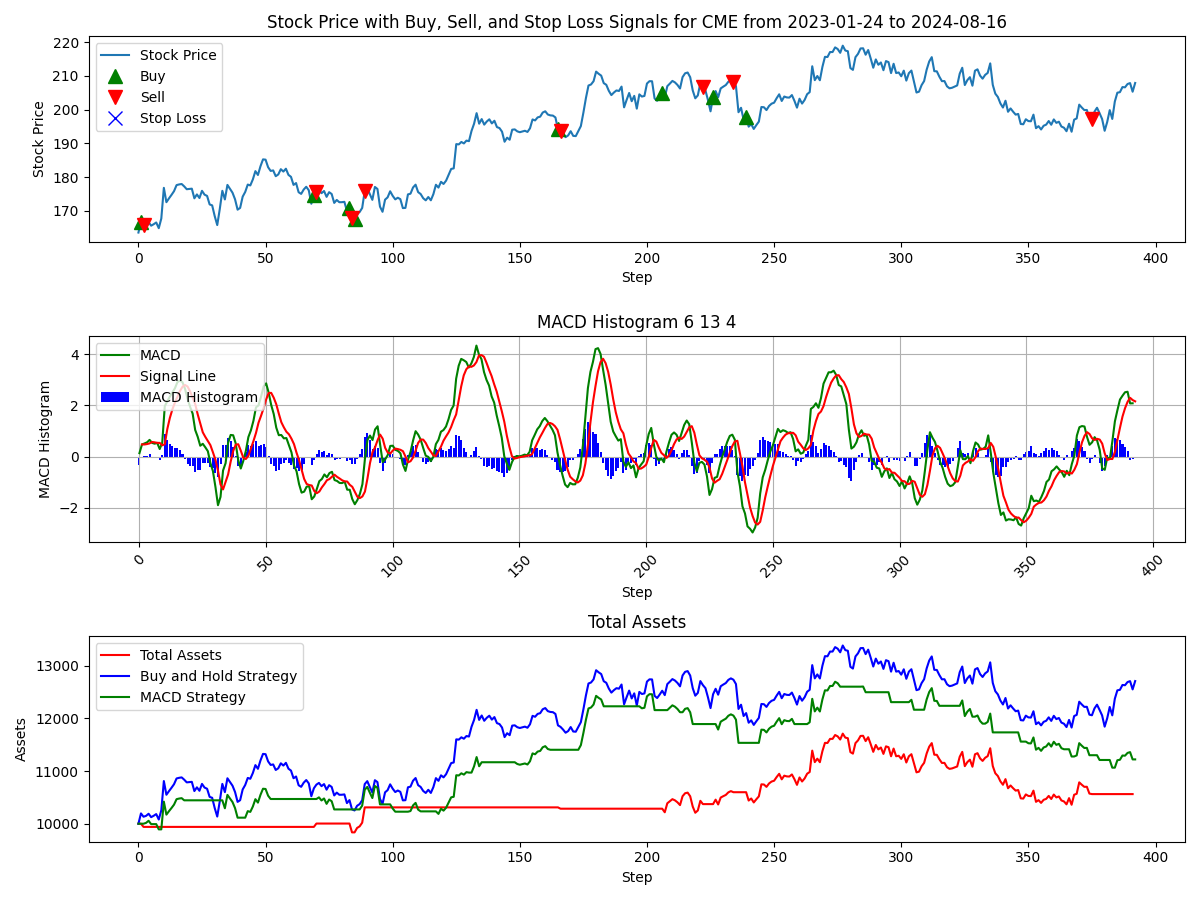 Stock Price with Buy, Sell, and Stop Loss Signals for CME from 2023-01-24 to 2024-08-16
Stock Price
Buy
Sell
Stop Loss
220
210
200
190
180
170
Stock Price
0 50 100 150 200 250 300 350 400
Step
MACD Histogram 6 13 4
MACD
Signal Line
MACD Histogram
4
2
0
−2
MACD Histogram
0 50 100 150 200 250 300 350 400
Step
Total Assets
Total Assets
Buy and Hold Strategy
MACD Strategy
13000
12000
11000
10000
Assets
0 50 100 150 200 250 300 350 400
Step